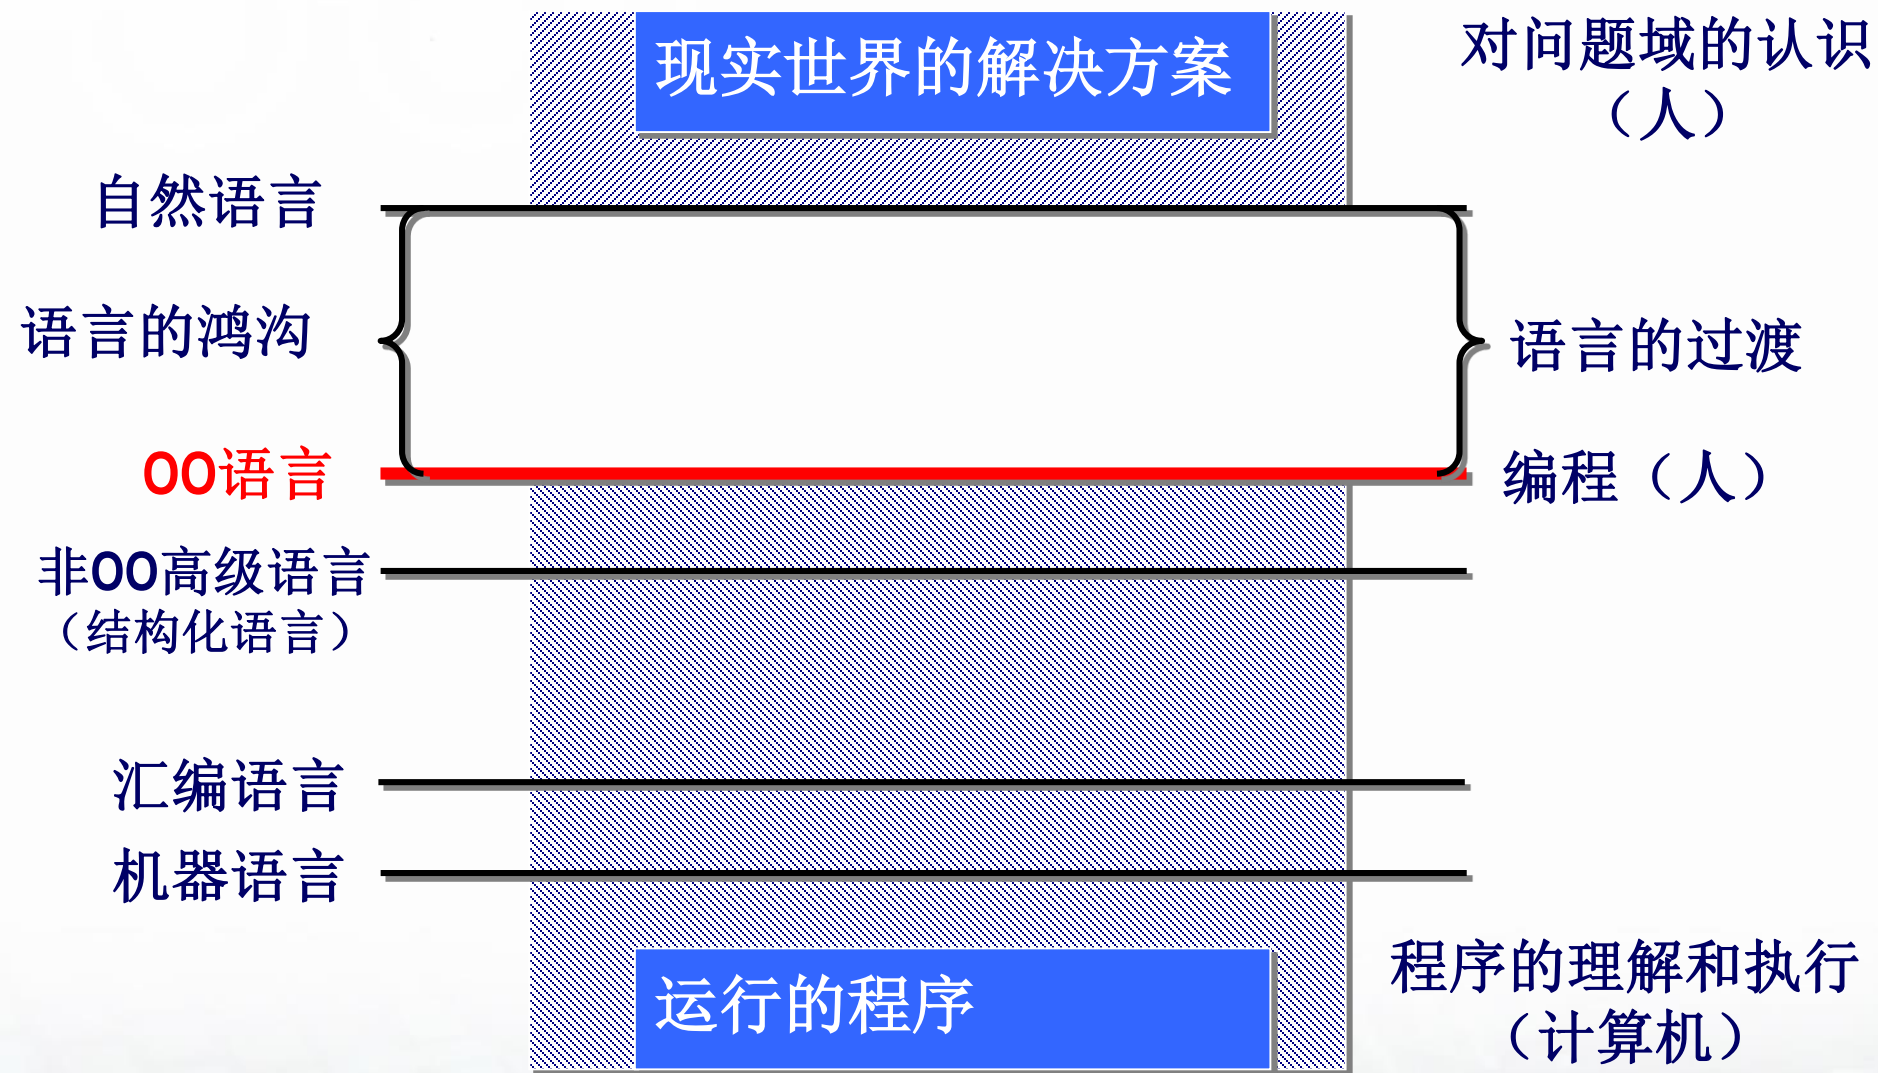 现实世界的解决方案
对问题域的认识
（人）
自然语言
语言的鸿沟
语言的过渡
OO语言
编程（人）
非OO高级语言
（结构化语言）
汇编语言
机器语言
程序的理解和执行
（计算机）
运行的程序